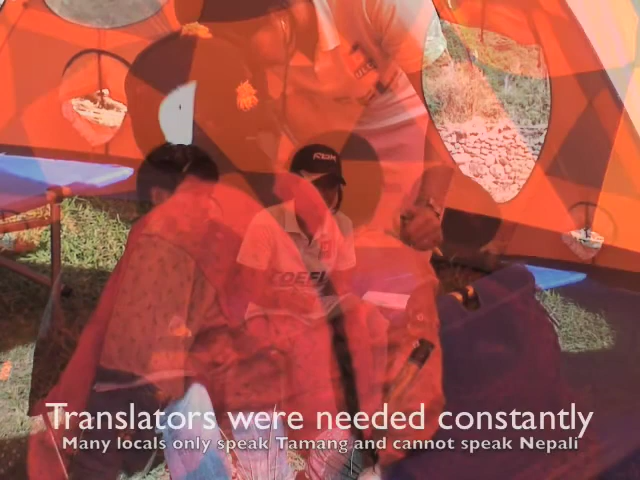 Translators were needed constantly
Many locals only speak Tamang and cannot speak Nepali